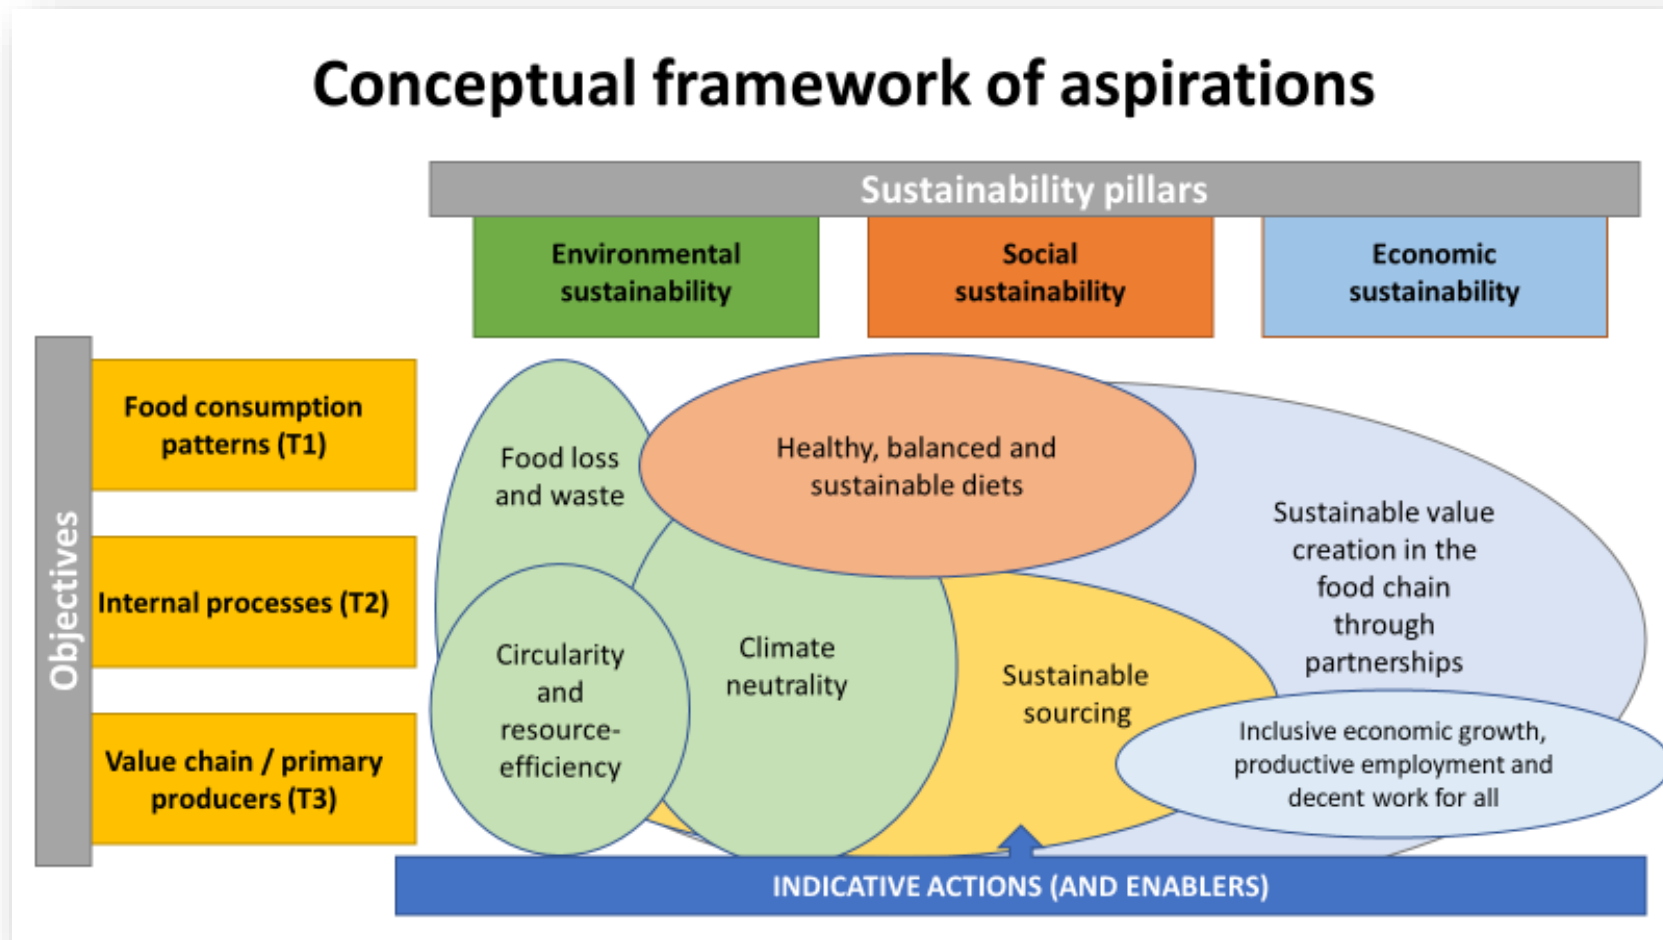 Conceptual framework of aspirations
Sustainability pillars
Environmental
sustainability
Social
sustainability
Economic
sustainability
Objectives
Food consumption
patterns (T1)
Internal processes (T2)
Value chain / primary
producers (T3)
Food loss
and waste
Healthy, balanced and
sustainable diets
Sustainable value
creation in the
food chain
through
partnerships
Circularity
and
resource-
efficiency
Climate
neutrality
Sustainable
sourcing
Inclusive economic growth,
productive employment and
decent work for all
INDICATIVE ACTIONS (AND ENABLERS)